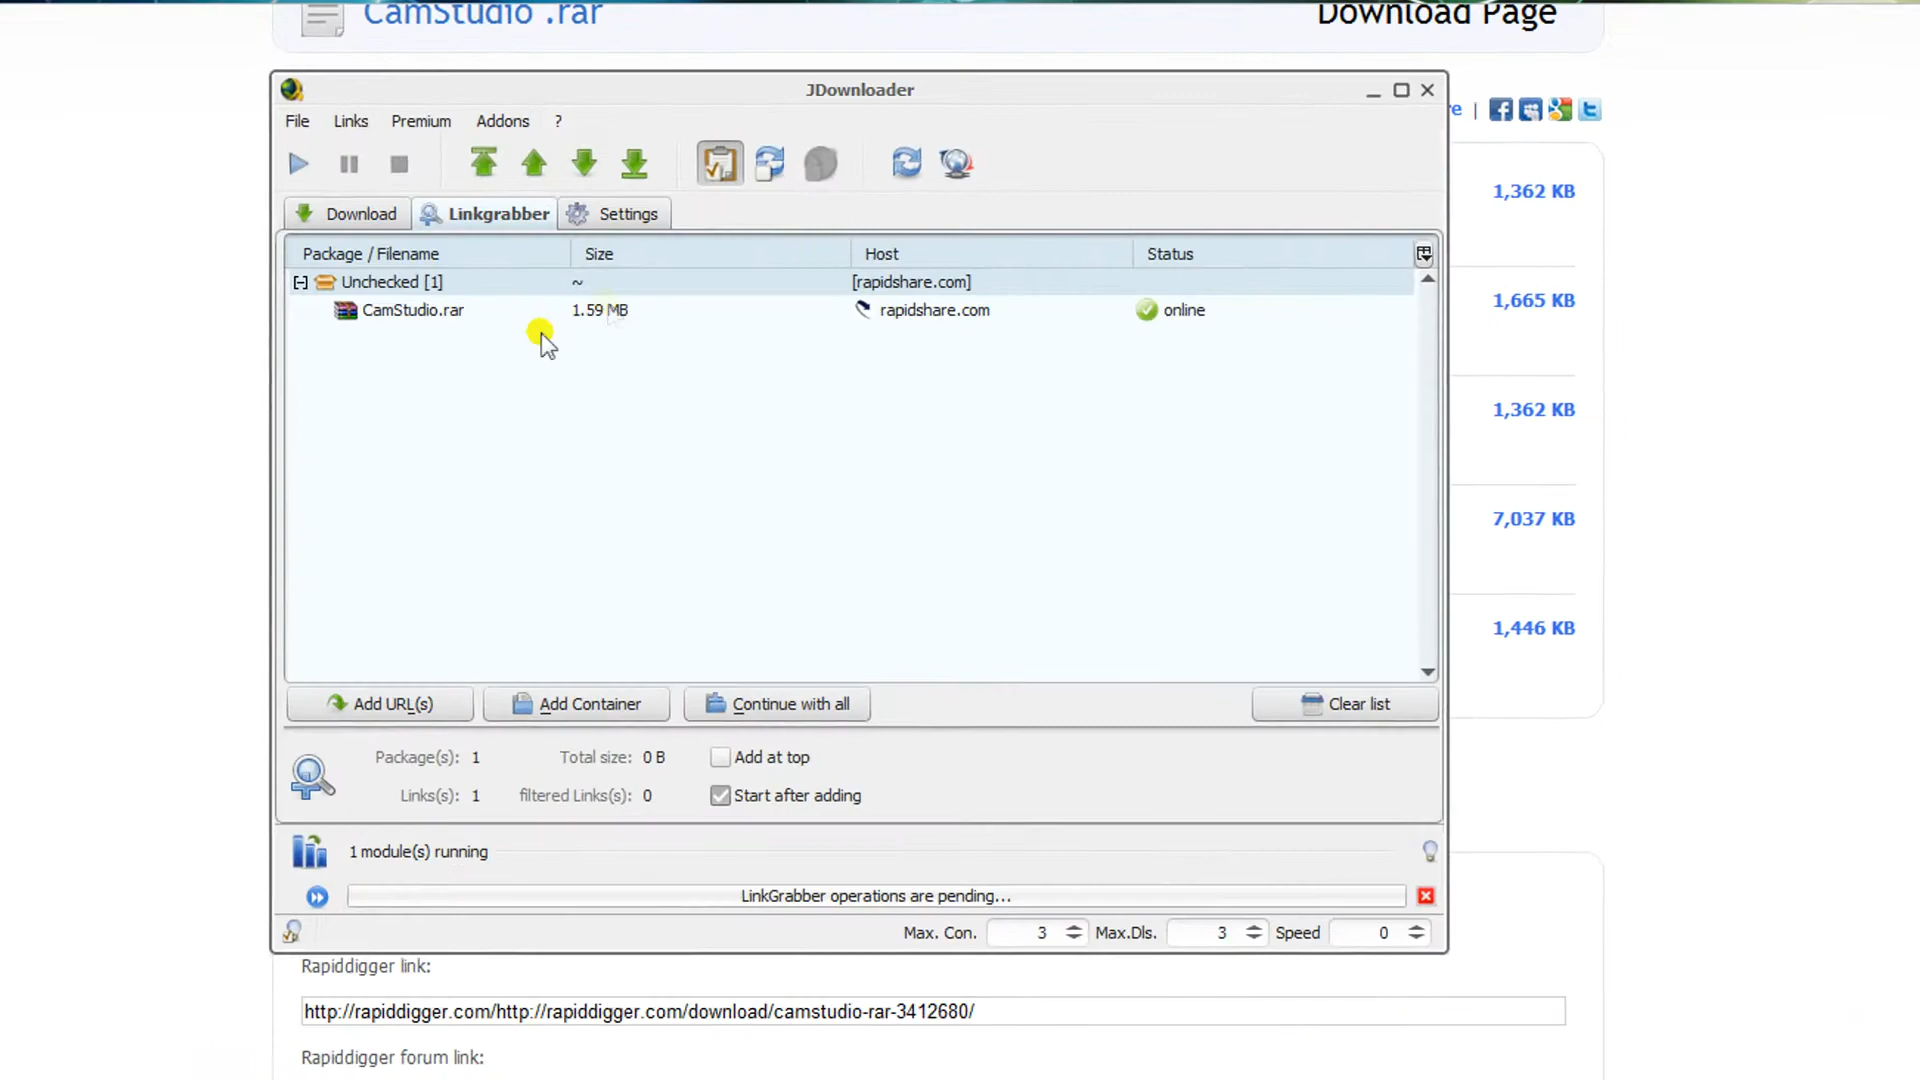 CamStudio .rar
Download Page
JDownloader
re |
File Links Premium Addons ?
1,362 KB
Download Linkgrabber Settings
Package / Filename Size Host Status
Unchecked [1] ~ [rapidshare.com]
1,665 KB
CamStudio.rar 1.59 MB rapidshare.com online
1,362 KB
7,037 KB
1,446 KB
Add URL(s) Add Container Continue with all Clear list
Package(s): 1 Total size: 0 B Add at top
Links(s): 1 filtered Links(s): 0 Start after adding
1 module(s) running
LinkGrabber operations are pending...
Max. Con. 3 Max.Dls. 3 Speed 0
Rapiddigger link:
http://rapiddigger.com/http://rapiddigger.com/download/camstudio-rar-3412680/
Rapiddigger forum link: